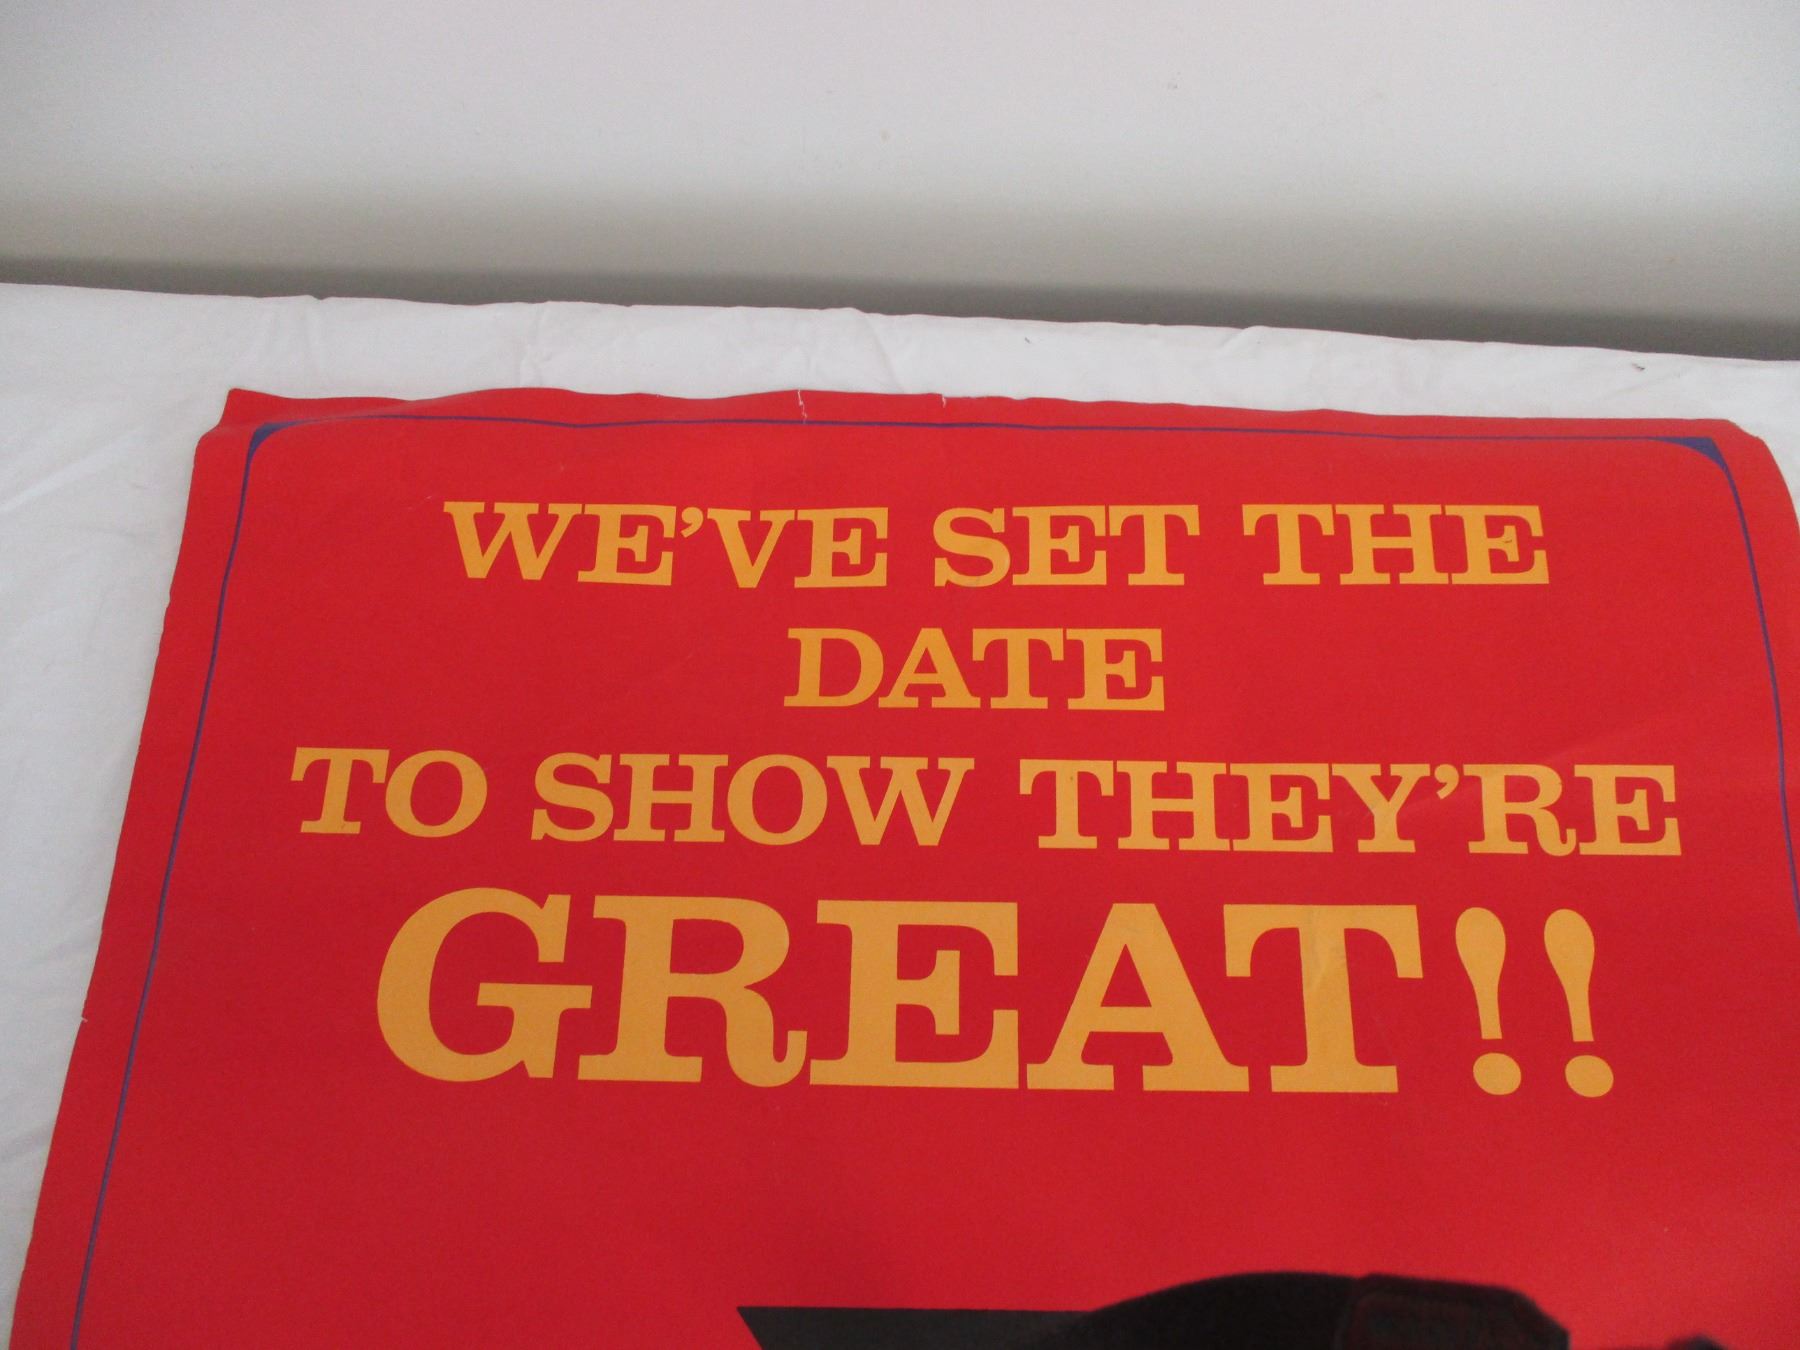 WE'VE SET THE
DATE
TO SHOW THEY'RE
GREAT!!